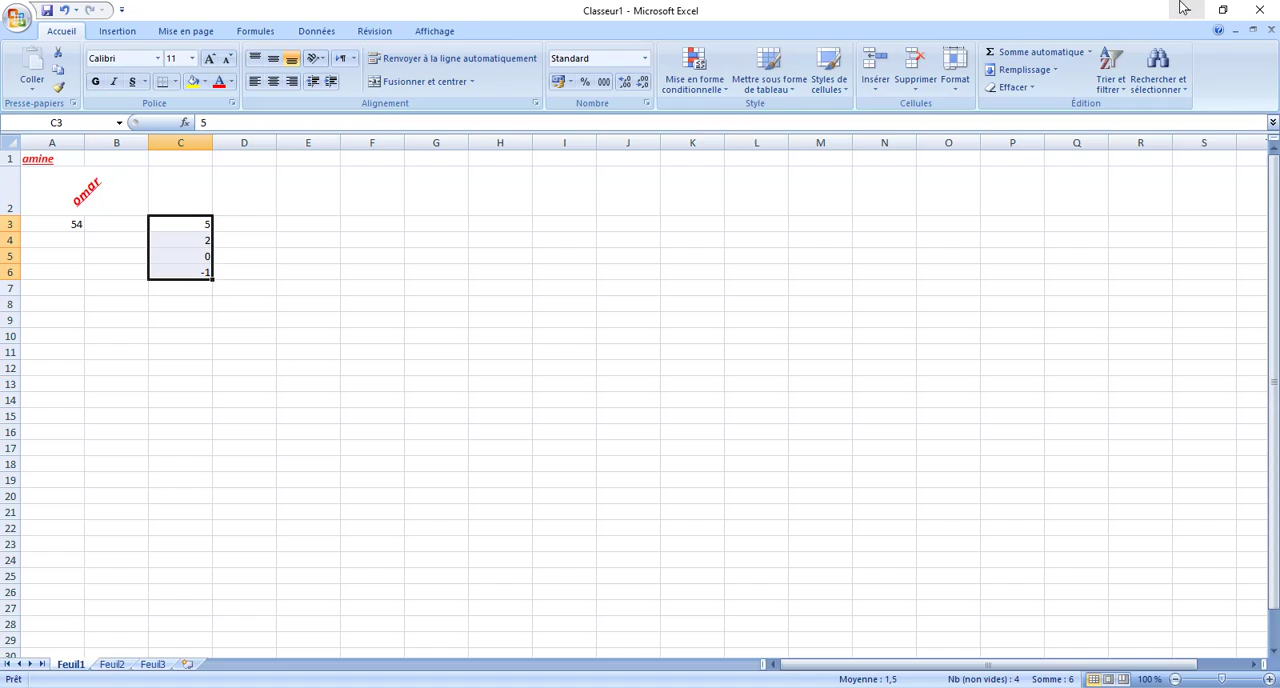 Classeur1 - Microsoft Excel
Accueil Insertion Mise en page Formules Données Révision Affichage
Coller
Presse-papiers
Calibri 11
G I S
Police
Renvoyer à la ligne automatiquement
Fusionner et centrer
Alignement
Standard
% 000
Nombre
Mise en forme conditionnelle
Mettre sous forme de tableau
Styles de cellules
Style
Insérer Supprimer Format
Cellules
Somme automatique
Remplissage
Effacer
Trier et filtrer
Rechercher et sélectionner
Édition
C3 fx 5
A B C D E F G H I J K L M N O P Q R S
1 amine
2 omar
3 54 5
4 2
5 0
6 -1
7
8
9
10
11
12
13
14
15
16
17
18
19
20
21
22
23
24
25
26
27
28
29
30
Feuil1 Feuil2 Feuil3
Prêt Moyenne : 1,5 Nb (non vides) : 4 Somme : 6 100 %